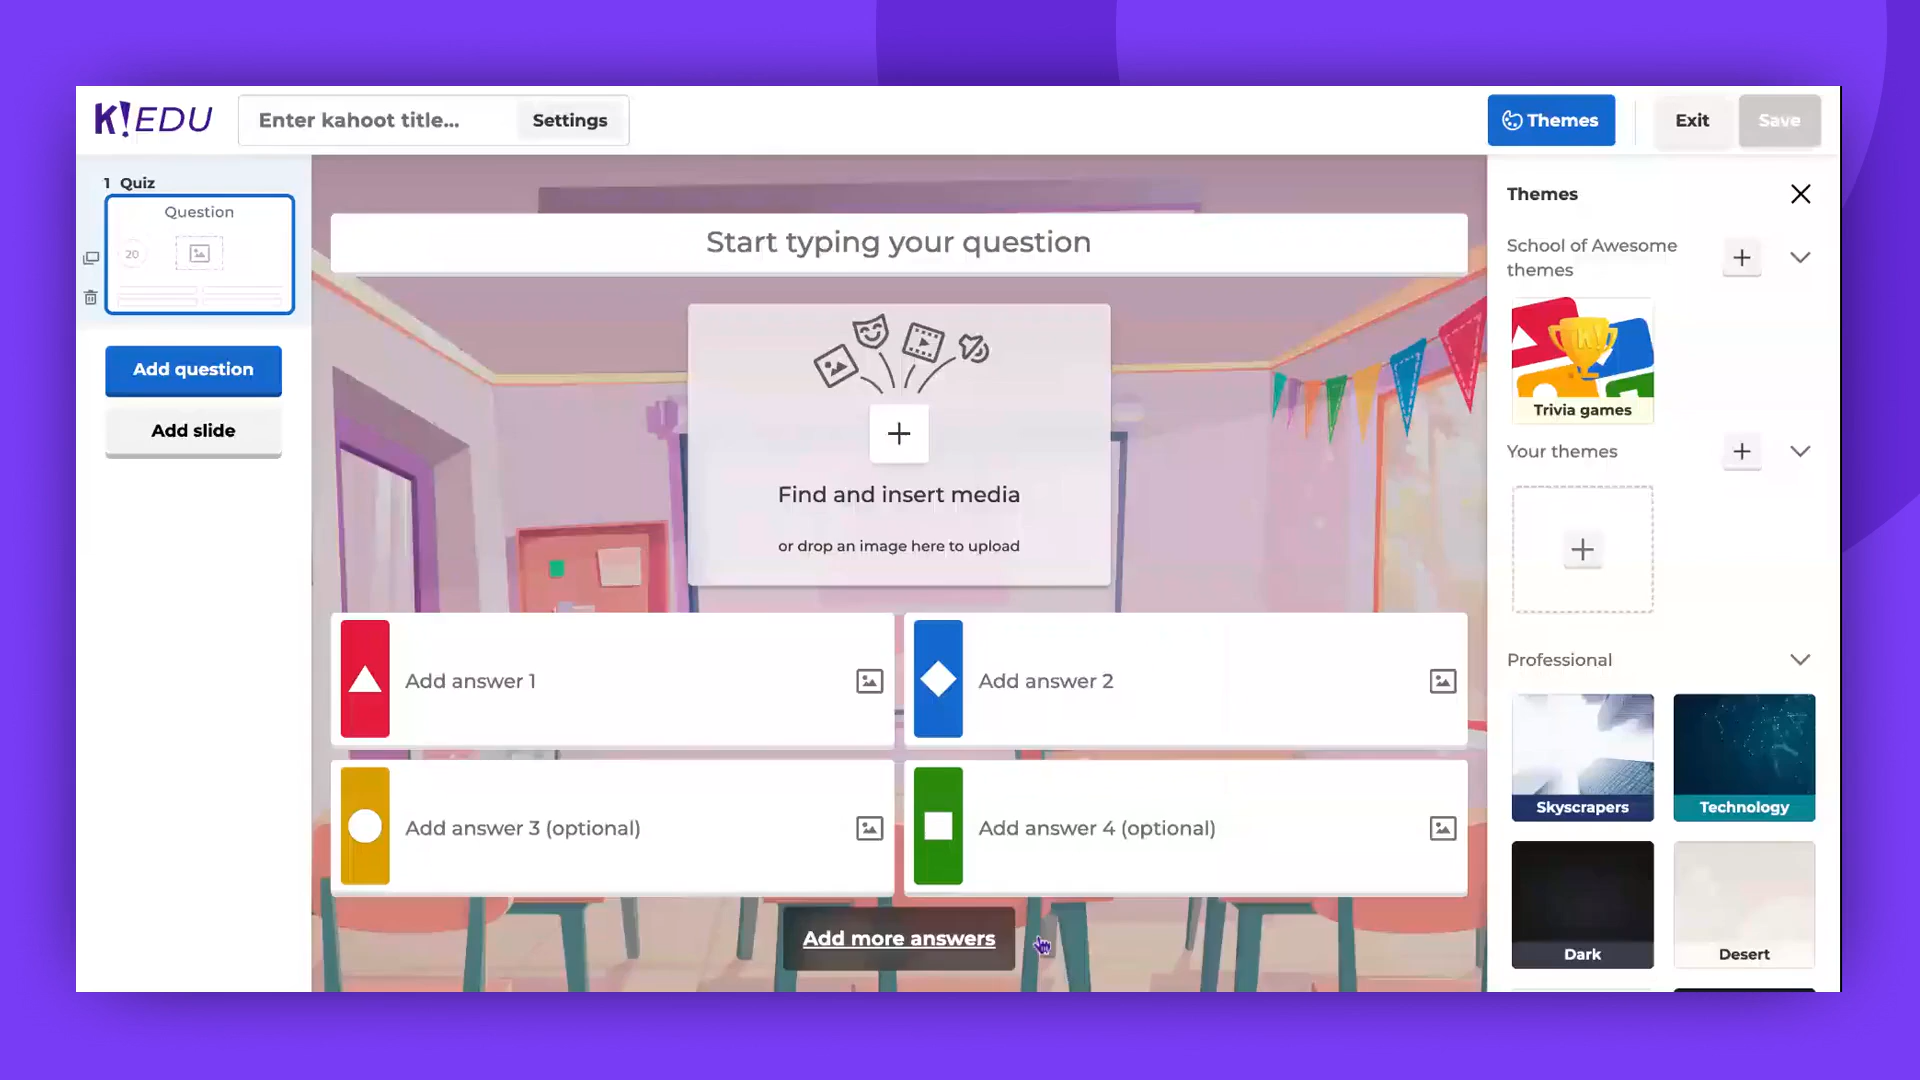 K!EDU
Enter kahoot title...
Settings
Themes
Exit
Save
1 Quiz
Question
20
Add question
Add slide
Start typing your question
Find and insert media
or drop an image here to upload
Add answer 1
Add answer 2
Add answer 3 (optional)
Add answer 4 (optional)
Add more answers
Themes
School of Awesome
themes
K!
Trivia games
Your themes
Professional
Skyscrapers
Technology
Dark
Desert